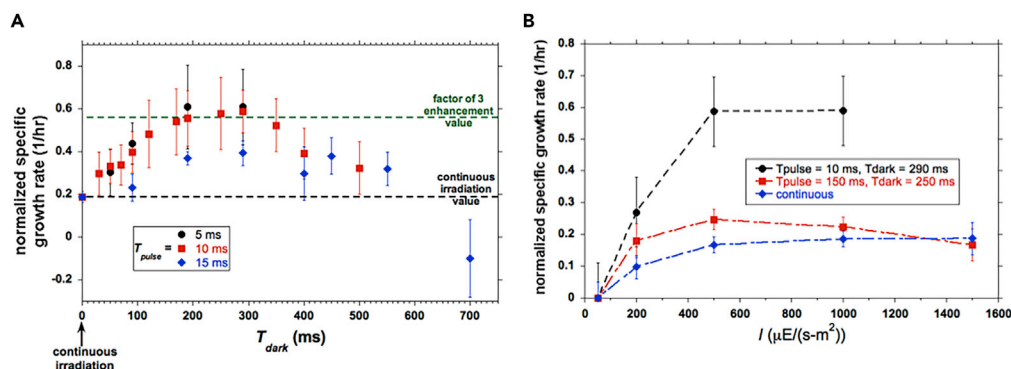 A
normalized specific
growth rate (1/hr)
0.8
0.6
0.4
0.2
0
-0.2
factor of 3
enhancement
value
continuous
irradiation value
Tpulse =
5 ms
10 ms
15 ms
0 100 200 300 400 500 600 700
Tdark (ms)
continuous
irradiation
B
normalized specific growth rate (1/hr)
0.8
0.7
0.6
0.5
0.4
0.3
0.2
0.1
0
Tpulse = 10 ms, Tdark = 290 ms
Tpulse = 150 ms, Tdark = 250 ms
continuous
0 200 400 600 800 1000 1200 1400 1600
I (μE/(s-m²))